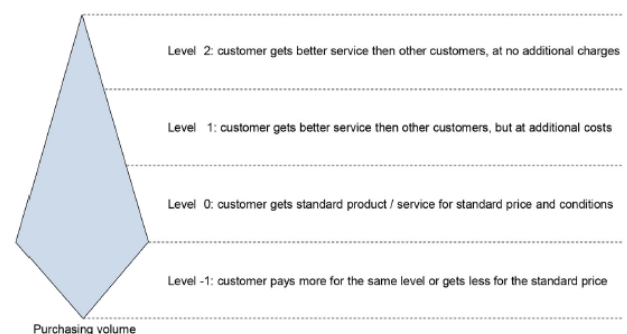 Level 2: customer gets better service then other customers, at no additional charges
Level 1: customer gets better service then other customers, but at additional costs
Level 0: customer gets standard product / service for standard price and conditions
Level -1: customer pays more for the same level or gets less for the standard price
Purchasing volume